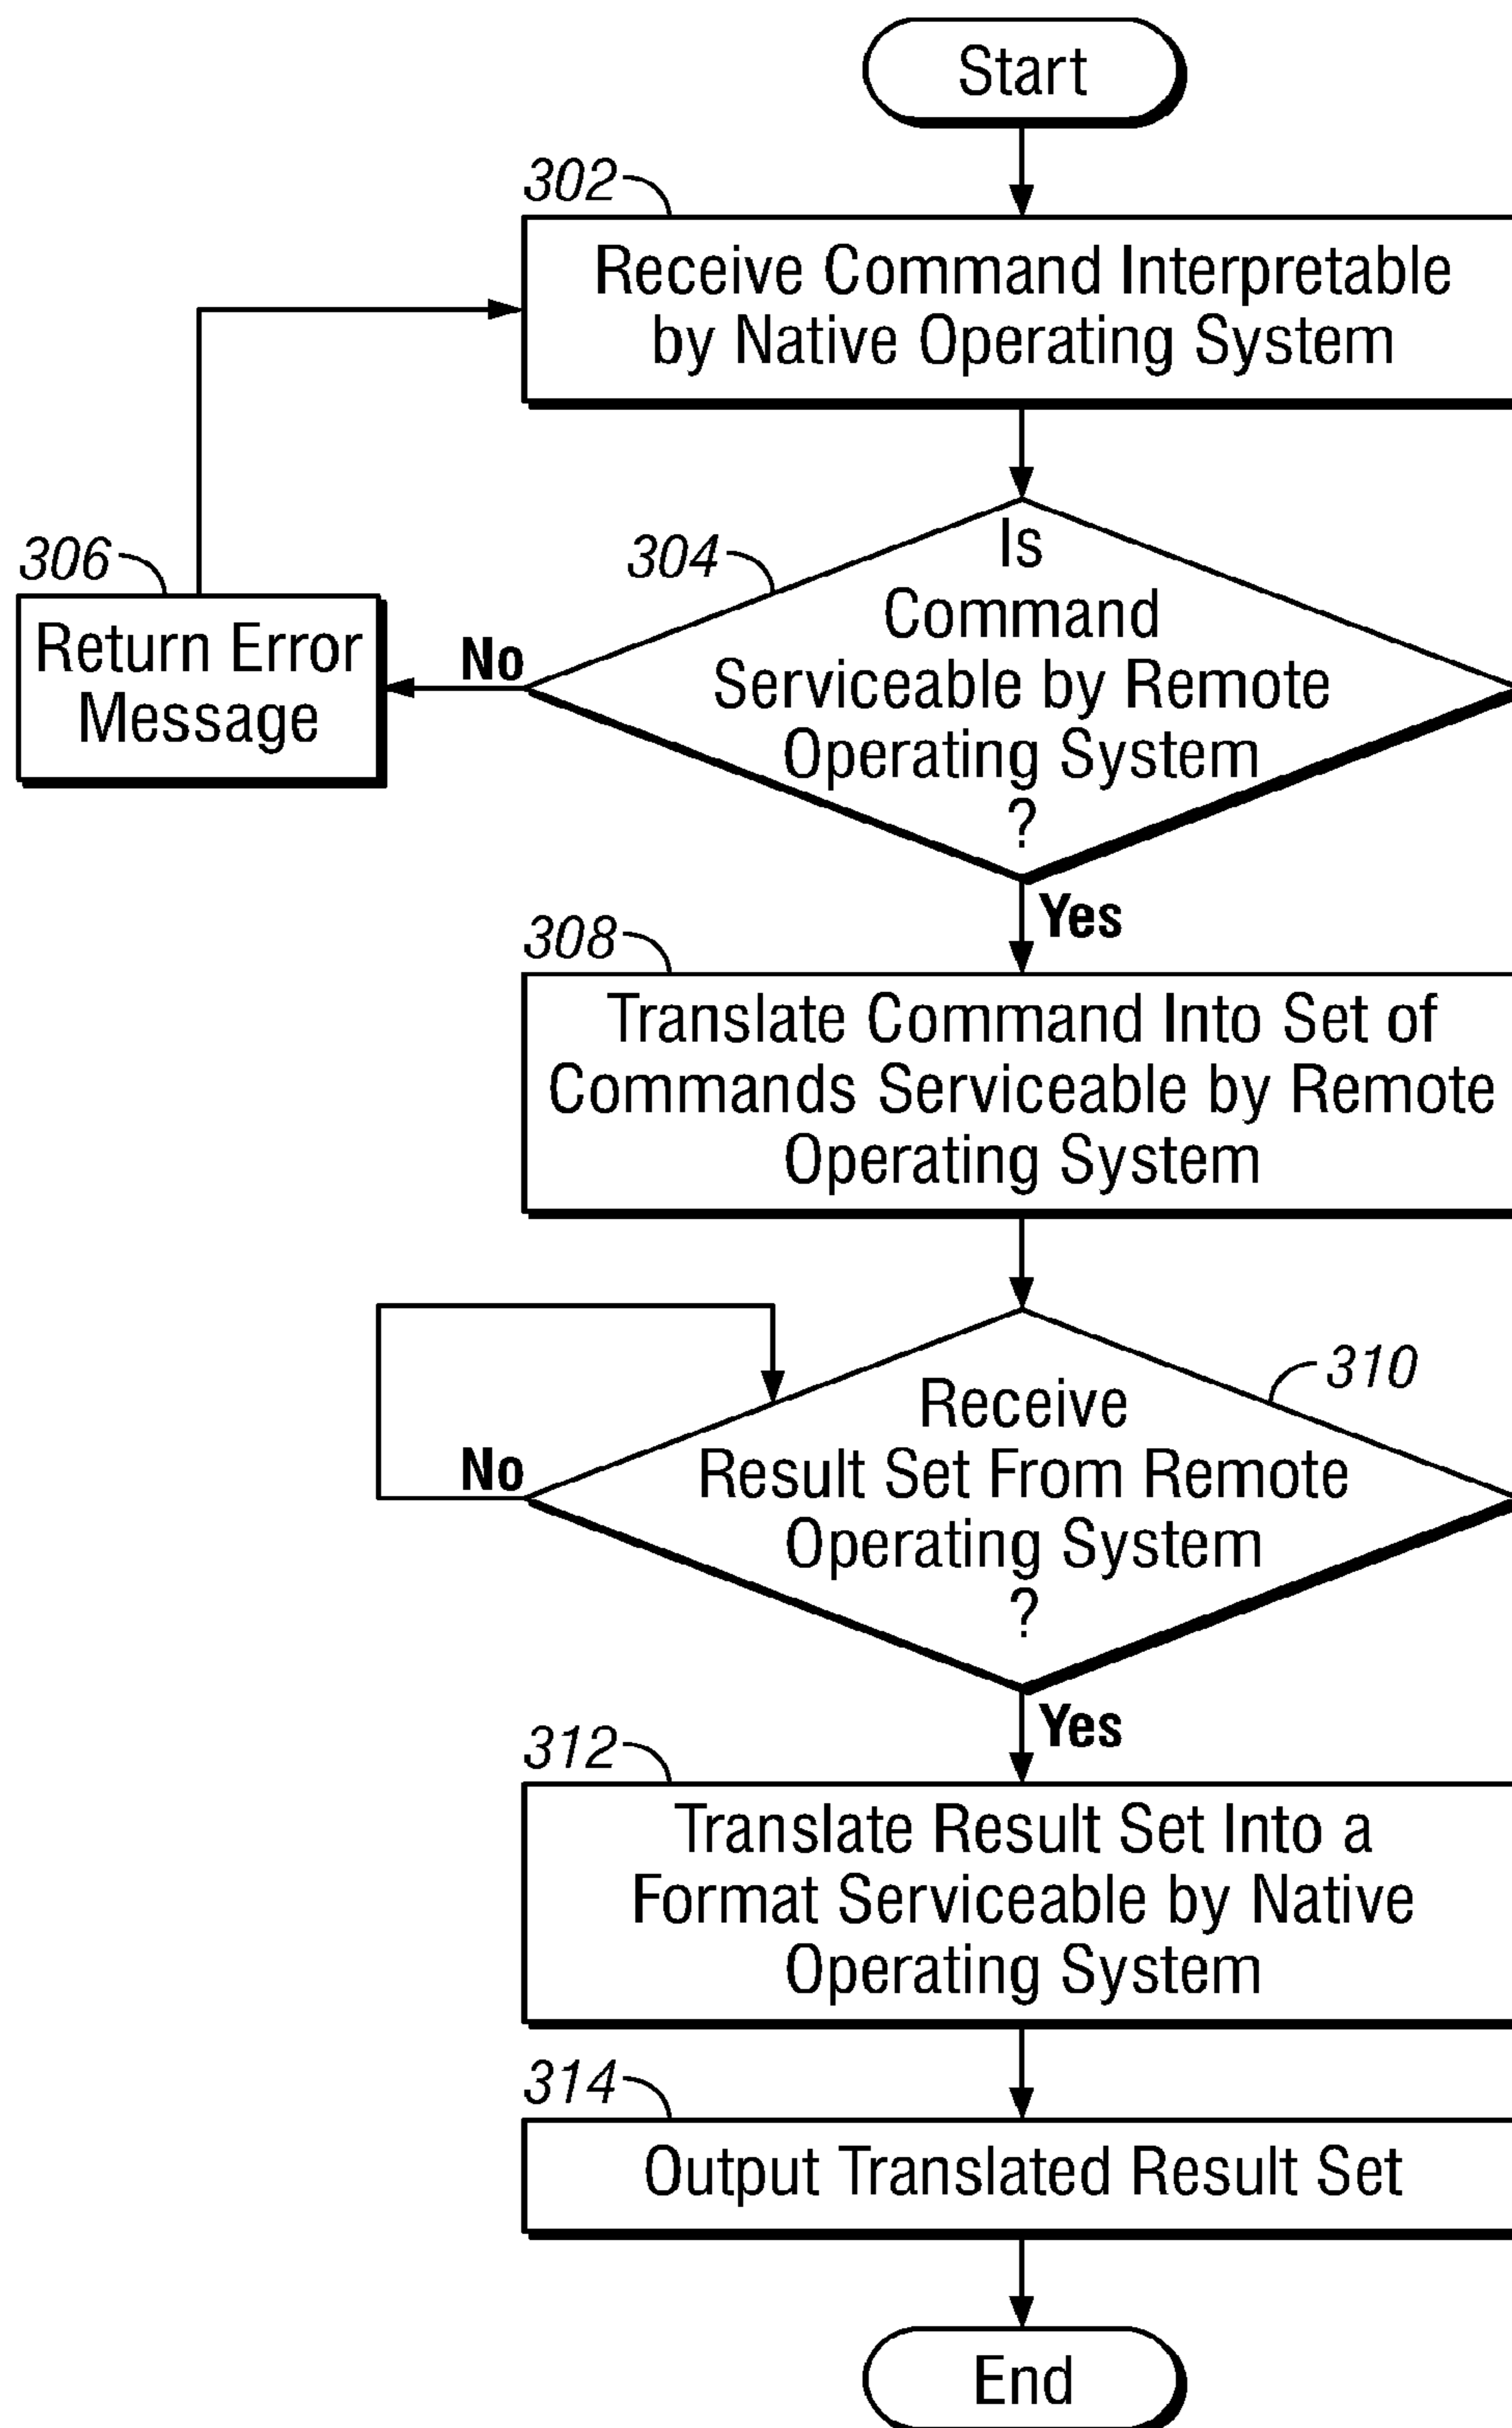 Start
302
Receive Command Interpretable
by Native Operating System
304
Is
Command
Serviceable by Remote
Operating System
?
No
306
Return Error
Message
Yes
308
Translate Command Into Set of
Commands Serviceable by Remote
Operating System
310
Receive
Result Set From Remote
Operating System
?
No
Yes
312
Translate Result Set Into a
Format Serviceable by Native
Operating System
314
Output Translated Result Set
End